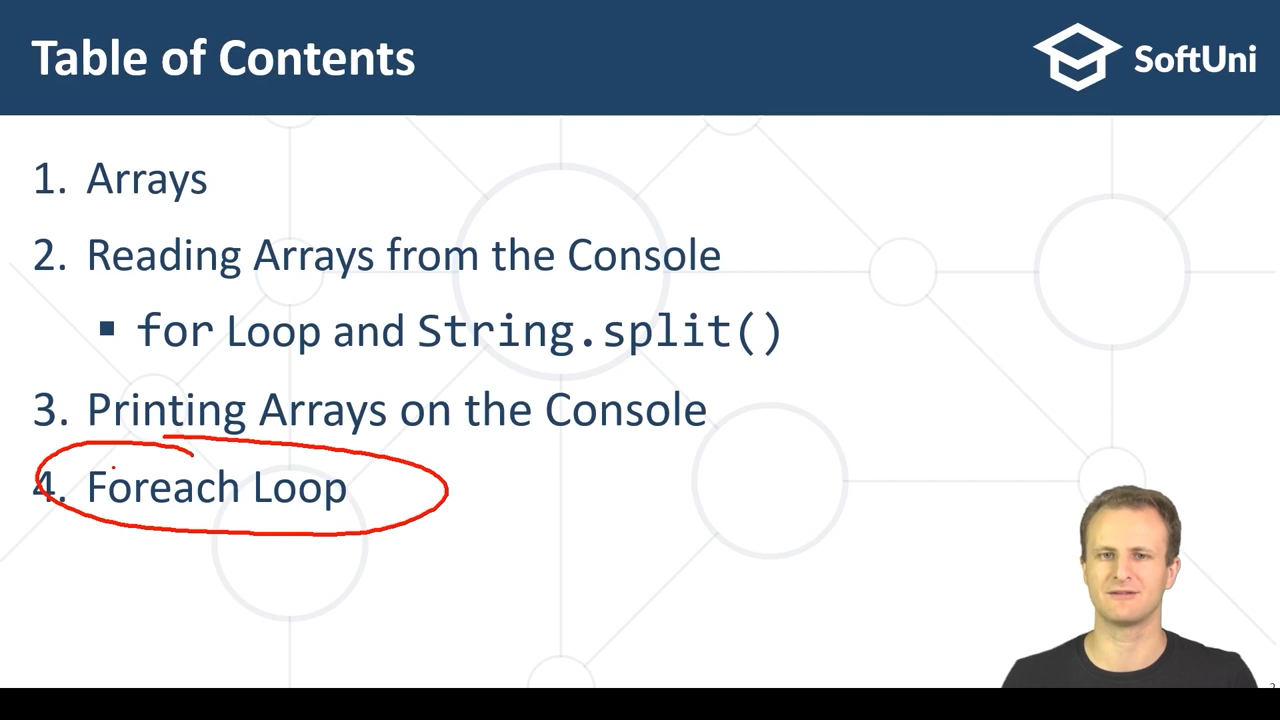 Table of Contents
SoftUni
1. Arrays
2. Reading Arrays from the Console
▪ for Loop and String.split()
3. Printing Arrays on the Console
4. Foreach Loop